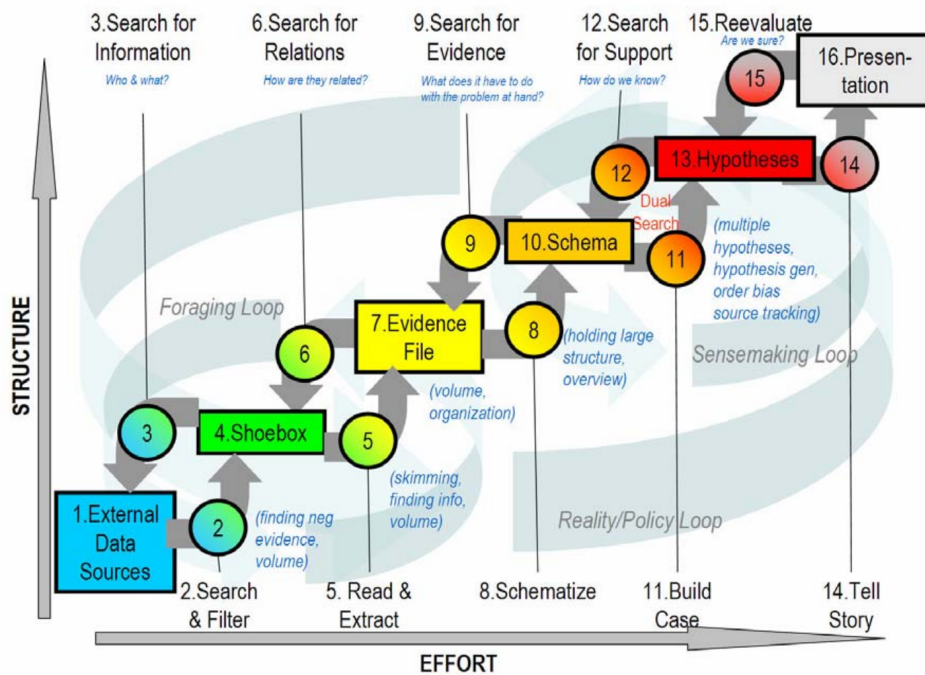 3.Search for
Information
Who & what?
6.Search for
Relations
How are they related?
9.Search for
Evidence
What does it have to do
with the problem at hand?
12.Search
for Support
How do we know?
15.Reevaluate
Are we sure?
16.Presen-
tation
15
14
13.Hypotheses
12
Dual
Search
11
(multiple
hypotheses,
hypothesis gen,
order bias
source tracking)
10.Schema
9
8
(holding large
structure,
overview)
Foraging Loop
Sensemaking Loop
7.Evidence
File
6
(volume,
organization)
4.Shoebox
3
5
(skimming,
finding info,
volume)
Reality/Policy Loop
1.External
Data
Sources
2
(finding neg
evidence,
volume)
2.Search
& Filter
5. Read &
Extract
8.Schematize
11.Build
Case
14.Tell
Story
STRUCTURE
EFFORT